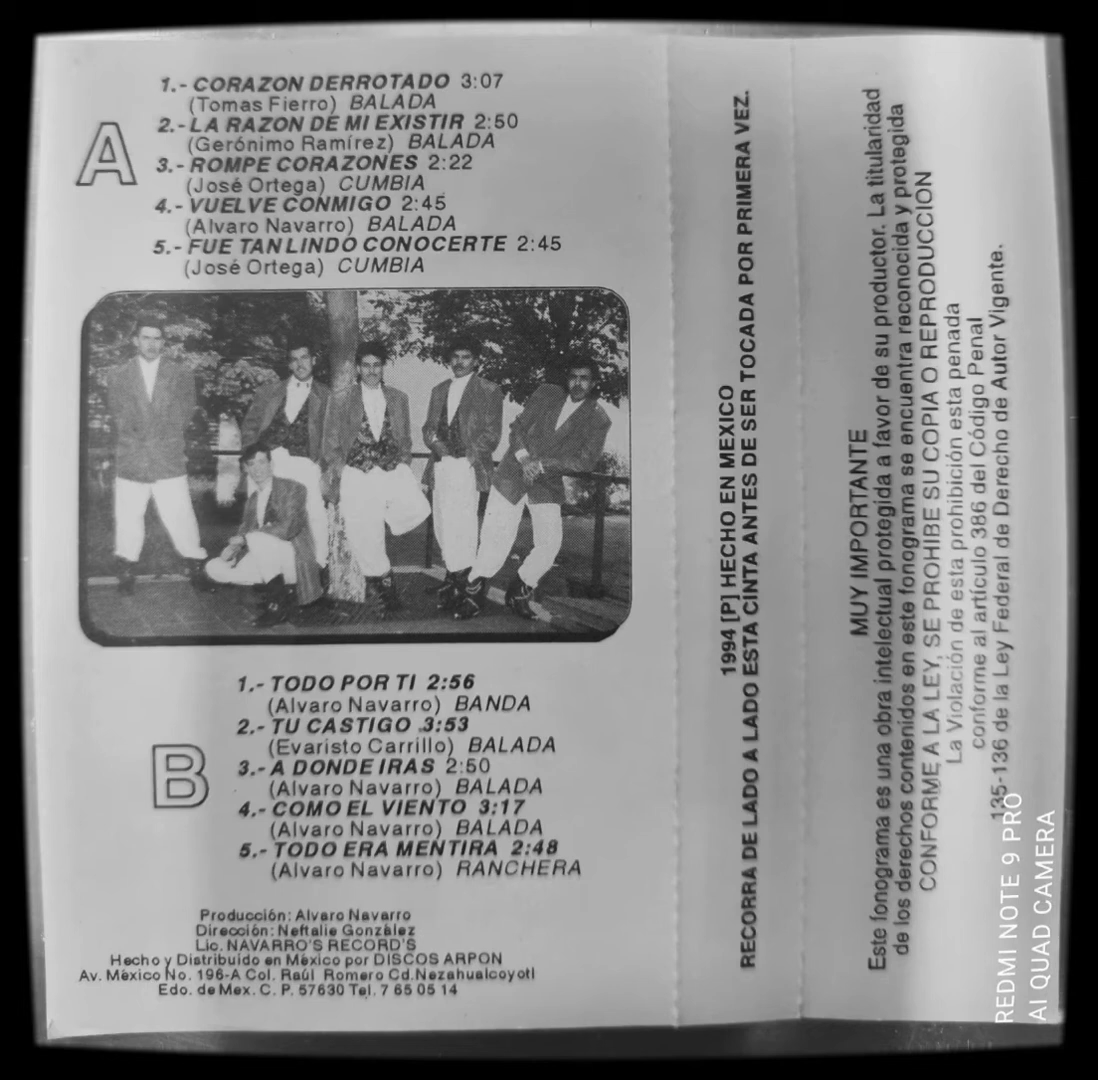 A
1.- CORAZON DERROTADO 3:07
(Tomas Fierro) BALADA
2.- LA RAZON DE MI EXISTIR 2:50
(Gerónimo Ramírez) BALADA
3.- ROMPE CORAZONES 2:22
(José Ortega) CUMBIA
4.- VUELVE CONMIGO 2:45
(Alvaro Navarro) BALADA
5.- FUE TAN LINDO CONOCERTE 2:45
(José Ortega) CUMBIA
B
1.- TODO POR TI 2:56
(Alvaro Navarro) BANDA
2.- TU CASTIGO 3:53
(Evaristo Carrillo) BALADA
3.- A DONDE IRAS 2:50
(Alvaro Navarro) BALADA
4.- COMO EL VIENTO 3:17
(Alvaro Navarro) BALADA
5.- TODO ERA MENTIRA 2:48
(Alvaro Navarro) RANCHERA
Producción: Alvaro Navarro
Dirección: Neftalie González
Lic. NAVARRO'S RECORD'S
Hecho y Distribuido en México por DISCOS ARPON
Av. México No. 196-A Col. Raúl Romero Cd. Nezahualcoyotl
Edo. de Mex. C. P. 57630 Tel. 7 65 05 14
1994 [P] HECHO EN MEXICO
RECORRA DE LADO A LADO ESTA CINTA ANTES DE SER TOCADA POR PRIMERA VEZ.
MUY IMPORTANTE
Este fonograma es una obra intelectual protegida a favor de su productor. La titularidad
de los derechos contenidos en este fonograma se encuentra reconocida y protegida
CONFORME A LA LEY, SE PROHIBE SU COPIA O REPRODUCCION
La Violación de esta prohibición esta penada
conforme al artículo 386 del Código Penal
135-136 de la Ley Federal de Derecho de Autor Vigente.
REDMI NOTE 9 PRO
AI QUAD CAMERA